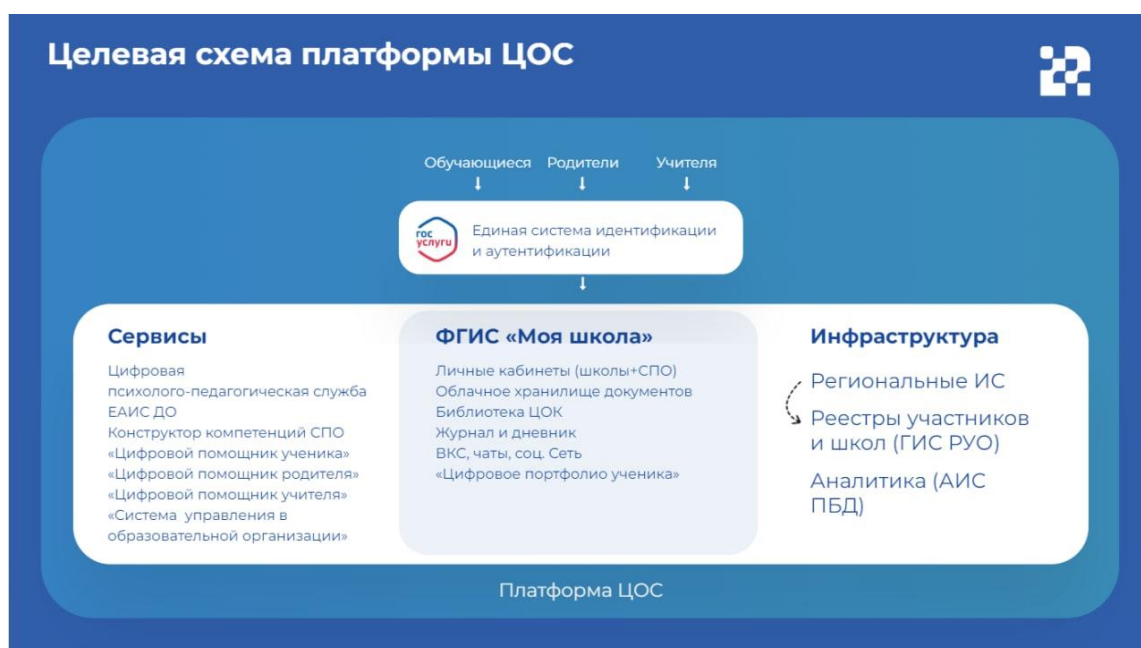 Целевая схема платформы ЦОС
Обучающиеся Родители Учителя
гос
услуги
Единая система идентификации
и аутентификации
Сервисы
Цифровая
психолого-педагогическая служба
ЕАИС ДО
Конструктор компетенций СПО
«Цифровой помощник ученика»
«Цифровой помощник родителя»
«Цифровой помощник учителя»
«Система управления в
образовательной организации»
ФГИС «Моя школа»
Личные кабинеты (школы+СПО)
Облачное хранилище документов
Библиотека ЦОК
Журнал и дневник
ВКС, чаты, соц. Сеть
«Цифровое портфолио ученика»
Инфраструктура
Региональные ИС
Реестры участников
и школ (ГИС РУО)
Аналитика (АИС
ПБД)
Платформа ЦОС